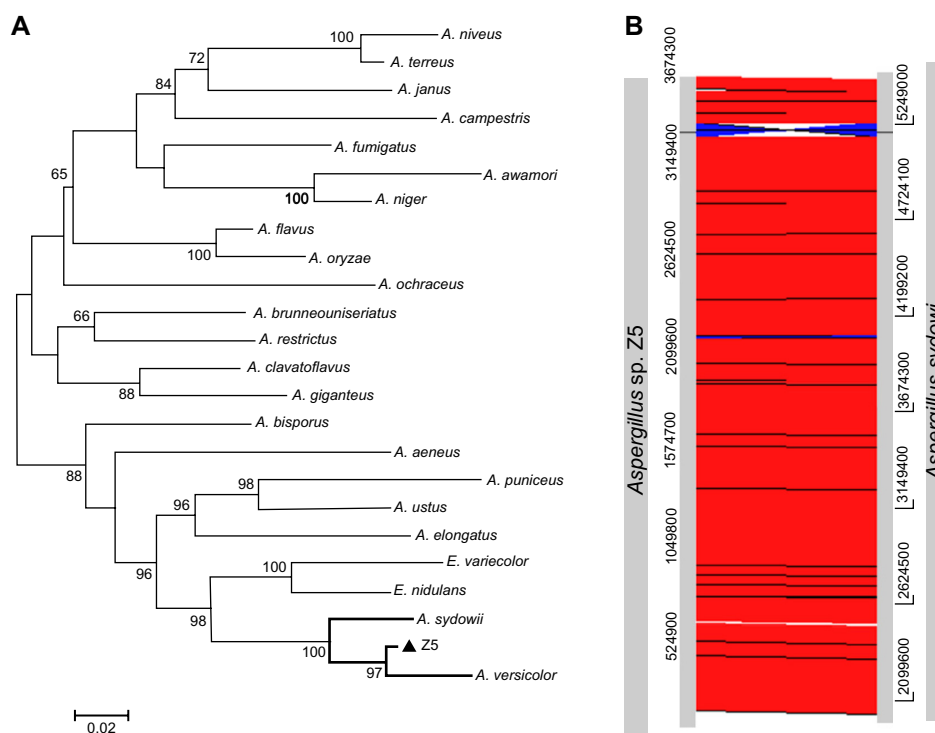 A
A. niveus
100
A. terreus
72
A. janus
84
A. campestris
A. fumigatus
65
A. awamori
100
A. niger
A. flavus
100
A. oryzae
A. ochraceus
A. brunneouniseriatus
66
A. restrictus
A. clavatoflavus
88
A. giganteus
A. bisporus
88
A. aeneus
A. puniceus
98
96
A. ustus
A. elongatus
96
E. variecolor
100
E. nidulans
98
A. sydowii
100
Z5
97
A. versicolor
0.02
B
Aspergillus sp. Z5
3674300
3149400
2624500
2099600
1574700
1049800
524900
5249000
4724100
4199200
3674300
3149400
2624500
2099600
Aspergillus sydowi